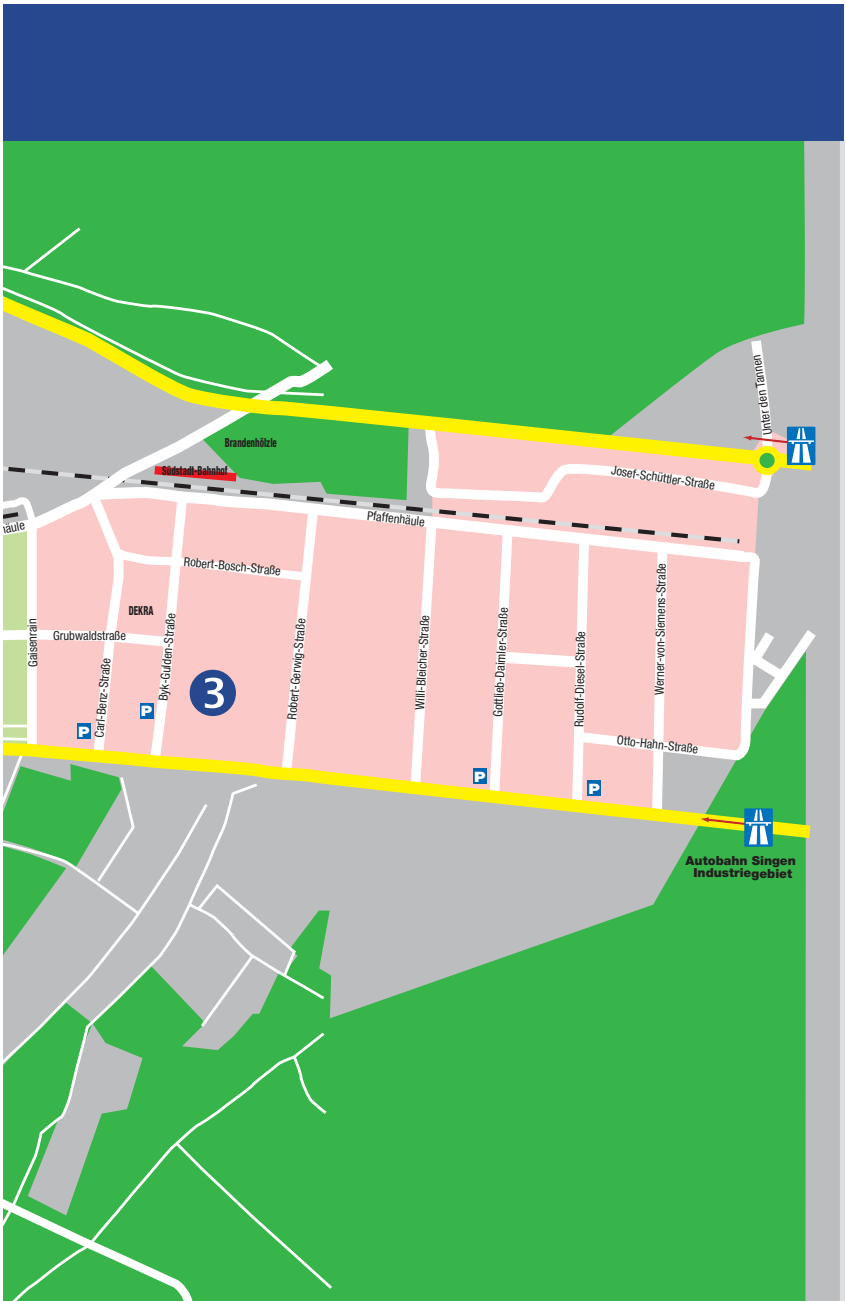 Unter den Tannen
Brandenhölzle
Südstadt-Bahnhof
Josef-Schüttler-Straße
Pfaffenhäule
häule
Robert-Bosch-Straße
DEKRA
Grubwaldstraße
Gaisenrain
Carl-Benz-Straße
Byk-Gulden-Straße
Robert-Gerwig-Straße
Willi-Bleicher-Straße
Gottlieb-Daimler-Straße
Rudolf-Diesel-Straße
Werner-von-Siemens-Straße
3
P
P
Otto-Hahn-Straße
P
P
Autobahn Singen
Industriegebiet